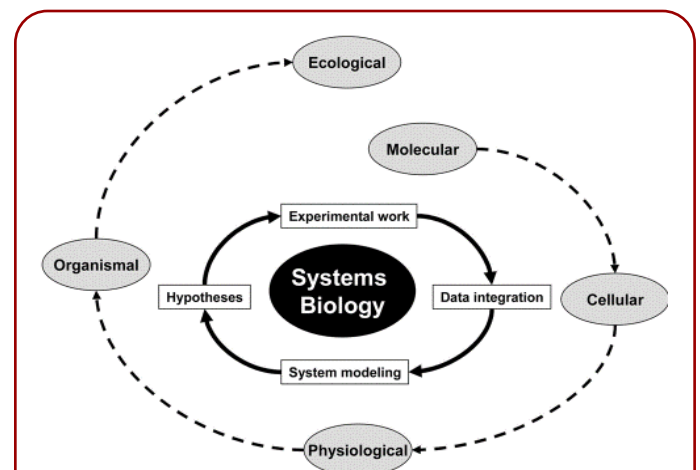 Ecological
Molecular
Experimental work
Organismal
Systems
Biology
Hypotheses
Data integration
Cellular
System modeling
Physiological